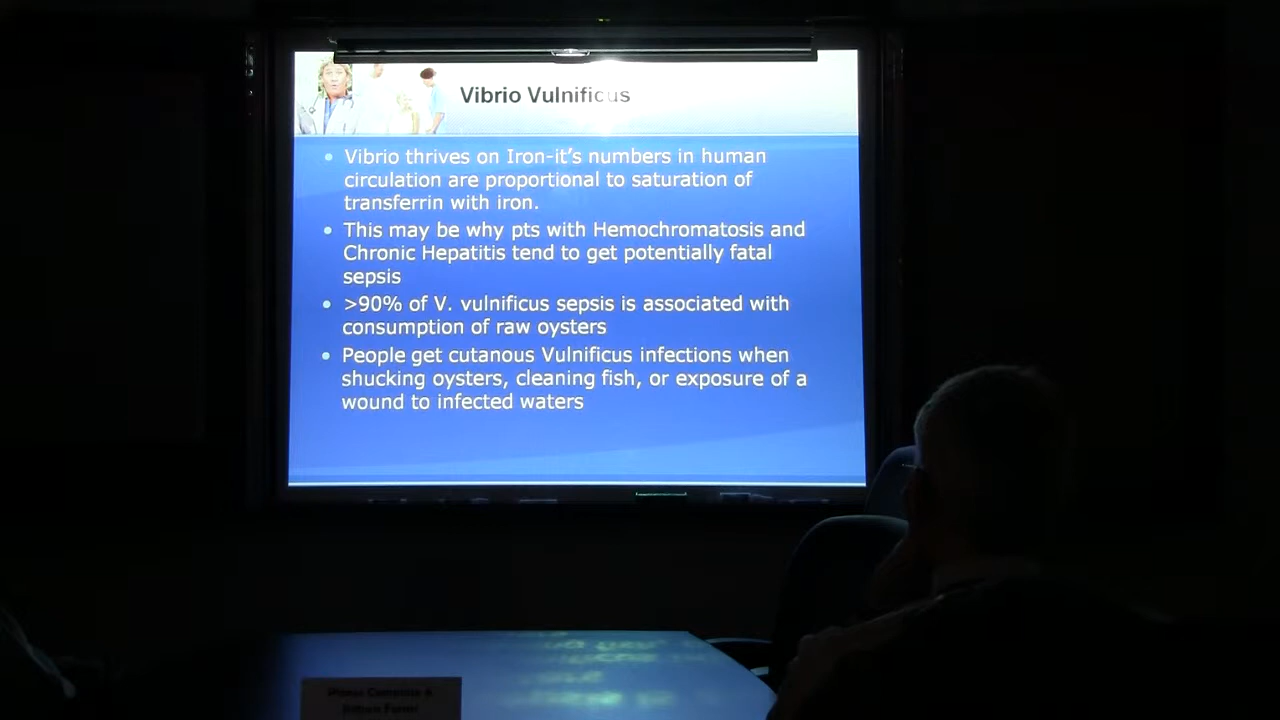 Vibrio Vulnificus
• Vibrio thrives on Iron-it's numbers in human
circulation are proportional to saturation of
transferrin with iron.
• This may be why pts with Hemochromatosis and
Chronic Hepatitis tend to get potentially fatal
sepsis
• >90% of V. vulnificus sepsis is associated with
consumption of raw oysters
• People get cutanous Vulnificus infections when
shucking oysters, cleaning fish, or exposure of a
wound to infected waters